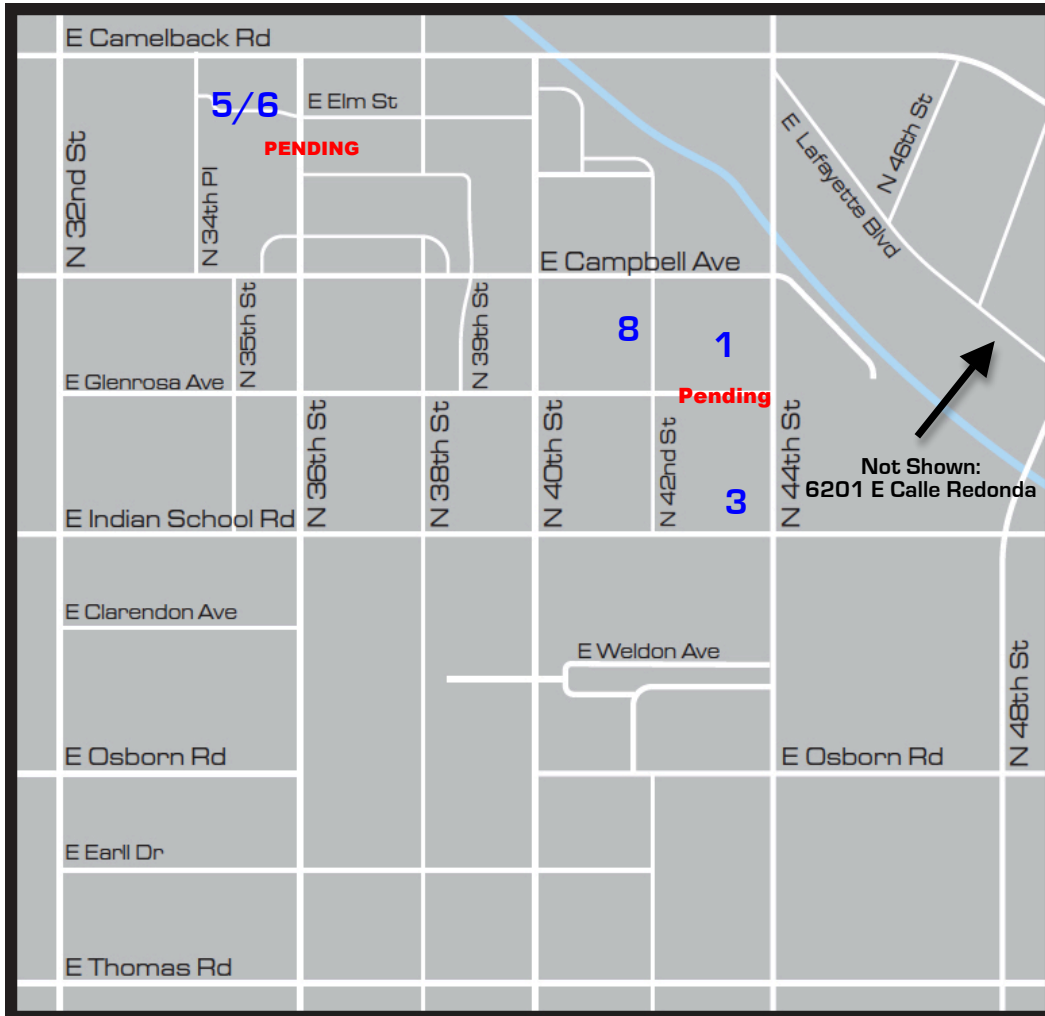 E Camelback Rd
5/6
E Elm St
PENDING
N 32nd St
N 34th Pl
E Lafayette Blvd
N 46th St
E Campbell Ave
N 35th St
N 39th St
8
1
E Glenrosa Ave
Pending
N 36th St
N 38th St
N 40th St
N 42nd St
N 44th St
3
Not Shown:
6201 E Calle Redonda
E Indian School Rd
E Clarendon Ave
E Weldon Ave
N 48th St
E Osborn Rd
E Osborn Rd
E Earll Dr
E Thomas Rd